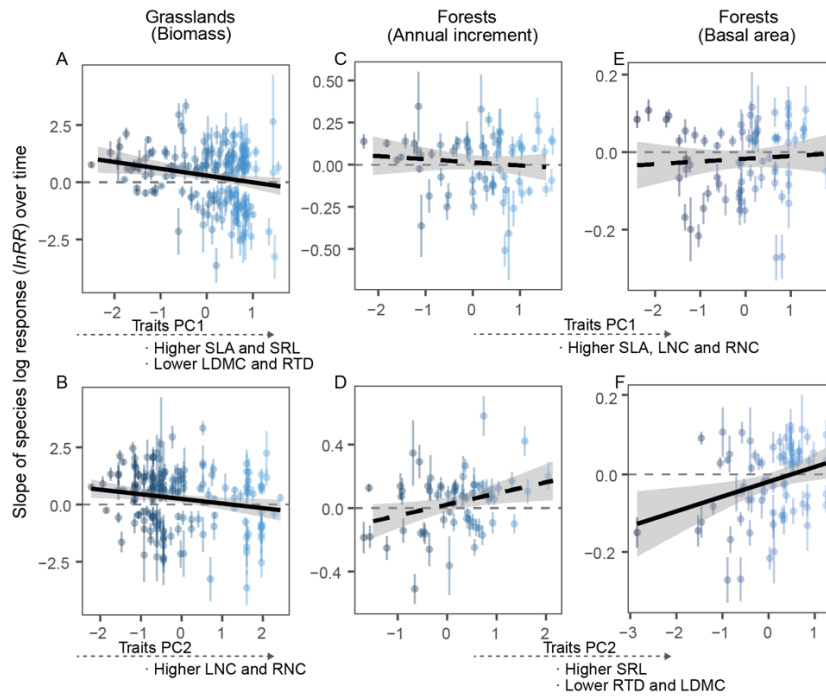 Grasslands
(Biomass)
Forests
(Annual increment)
Forests
(Basal area)
Slope of species log response (lnRR) over time
A
2.5
0.0
−2.5
−2 −1 0 1
Traits PC1
· Higher SLA and SRL
· Lower LDMC and RTD
C
0.50
0.25
0.00
−0.25
−0.50
−2 −1 0 1
E
0.2
−0.0
−0.2
−2 −1 0 1
Traits PC1
· Higher SLA, LNC and RNC
B
5.0
2.5
0.0
−2.5
−2 −1 0 1 2
Traits PC2
· Higher LNC and RNC
D
0.4
0.0
−0.4
−1 0 1 2
F
0.2
−0.0
−0.2
−3 −2 −1 0 1
Traits PC2
· Higher SRL
· Lower RTD and LDMC